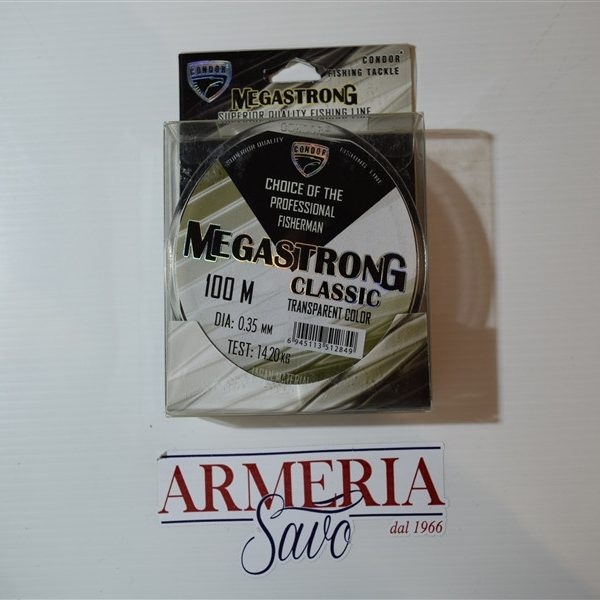 CONDOR
CONDOR
FISHING TACKLE
MEGASTRONG
SUPERIOR QUALITY FISHING LINE
SUPERIOR QUALITY
FISHING LINE
CONDOR
CHOICE OF THE
PROFESSIONAL
FISHERMAN
MEGASTRONG
CLASSIC
100 M
TRANSPARENT COLOR
DIA: 0.35 MM
TEST: 14.20 KG
6 945113 512849
JAPAN MATERIAL
ARMERIA
Savo
dal 1966